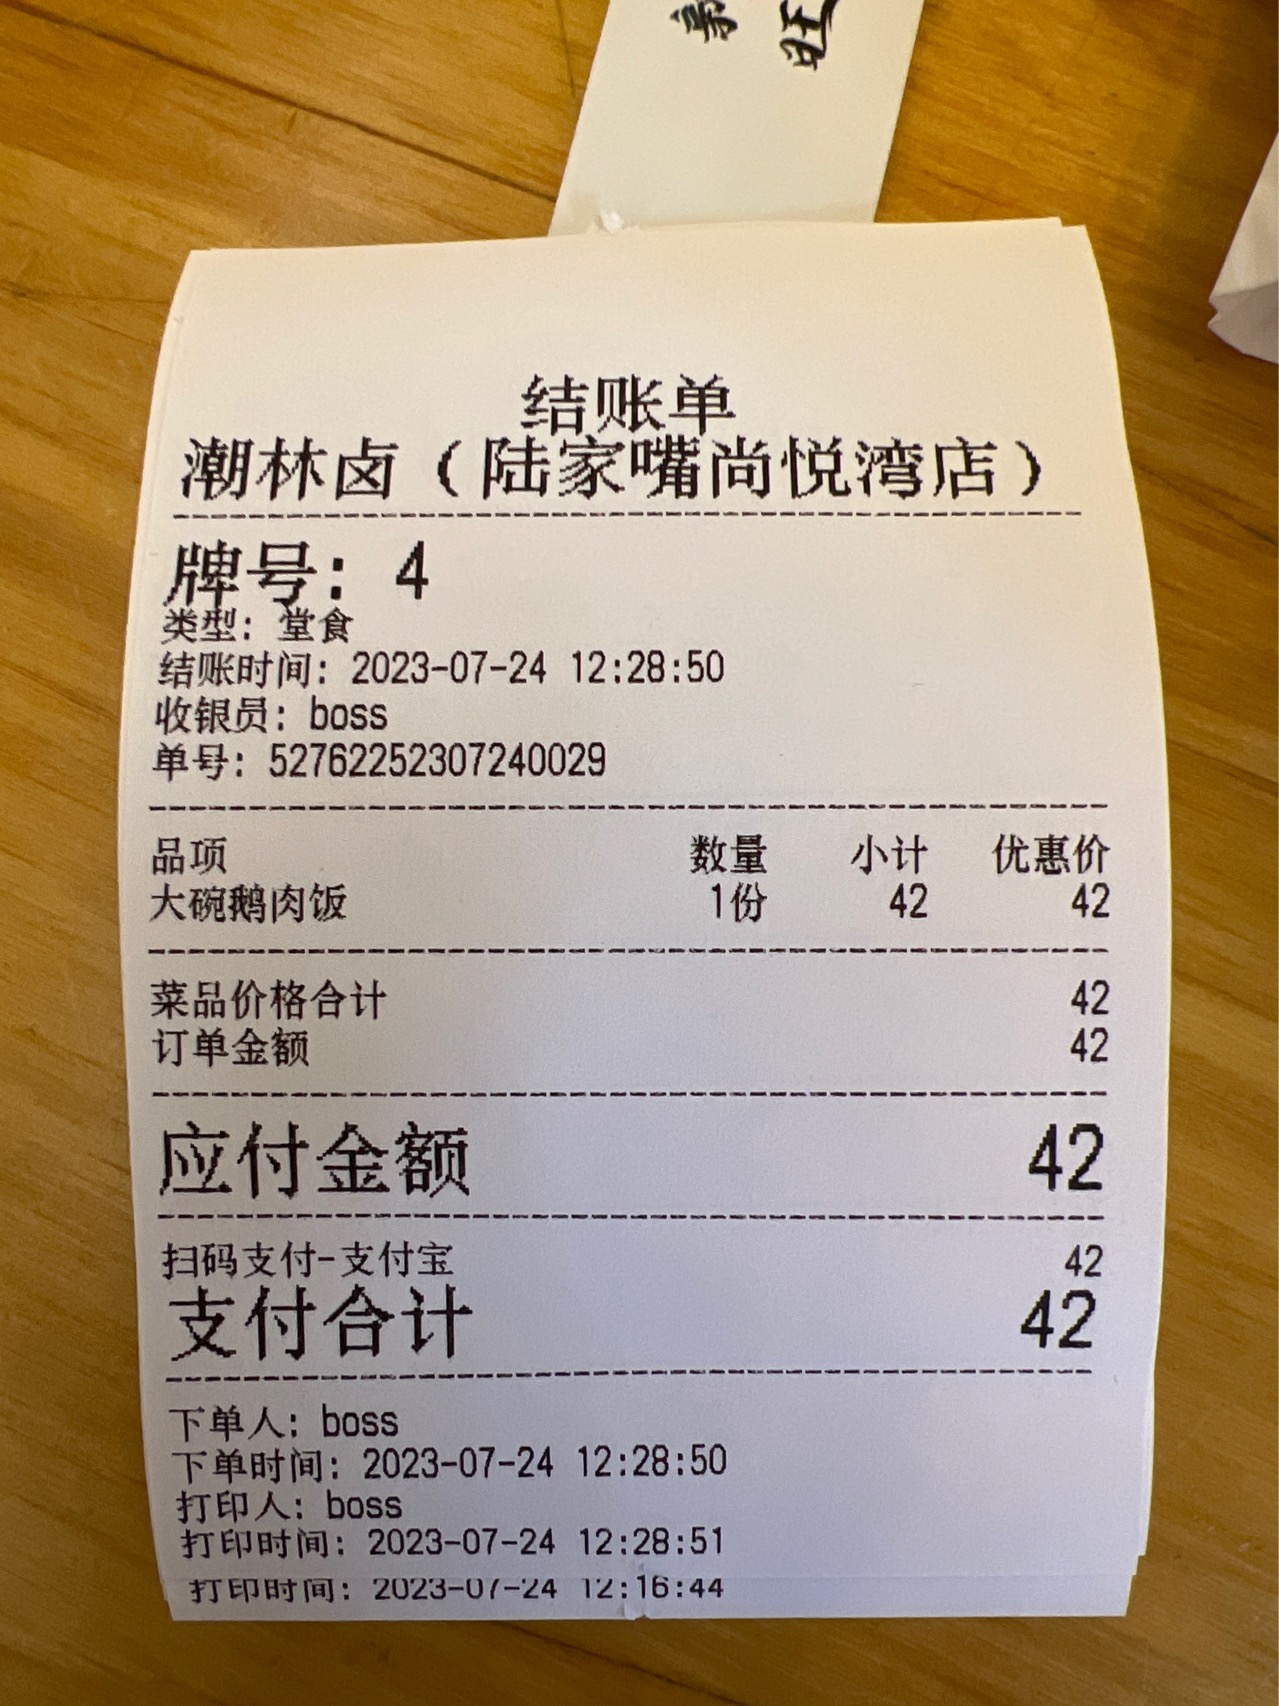 旺
结账单
潮林卤（陆家嘴尚悦湾店）
牌号: 4
类型: 堂食
结账时间: 2023-07-24 12:28:50
收银员: boss
单号: 52762252307240029
品项 数量 小计 优惠价
大碗鹅肉饭 1份 42 42
菜品价格合计 42
订单金额 42
应付金额 42
扫码支付-支付宝 42
支付合计 42
下单人: boss
下单时间: 2023-07-24 12:28:50
打印人: boss
打印时间: 2023-07-24 12:28:51
打印时间: 2023-07-24 12:16:44